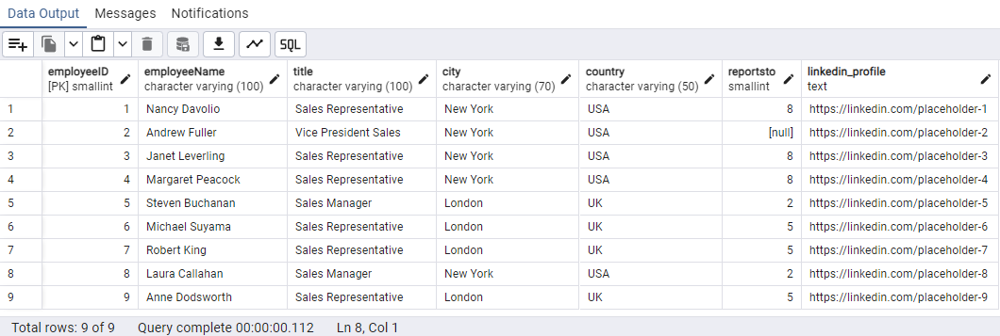 Data Output Messages Notifications
SQL
employeeID employeeName title city country reportsto linkedin_profile
[PK] smallint character varying (100) character varying (100) character varying (70) character varying (50) smallint text
1 1 Nancy Davolio Sales Representative New York USA 8 https://linkedin.com/placeholder-1
2 2 Andrew Fuller Vice President Sales New York USA [null] https://linkedin.com/placeholder-2
3 3 Janet Leverling Sales Representative New York USA 8 https://linkedin.com/placeholder-3
4 4 Margaret Peacock Sales Representative New York USA 8 https://linkedin.com/placeholder-4
5 5 Steven Buchanan Sales Manager London UK 2 https://linkedin.com/placeholder-5
6 6 Michael Suyama Sales Representative London UK 5 https://linkedin.com/placeholder-6
7 7 Robert King Sales Representative London UK 5 https://linkedin.com/placeholder-7
8 8 Laura Callahan Sales Manager New York USA 2 https://linkedin.com/placeholder-8
9 9 Anne Dodsworth Sales Representative London UK 5 https://linkedin.com/placeholder-9
Total rows: 9 of 9 Query complete 00:00:00.112 Ln 8, Col 1